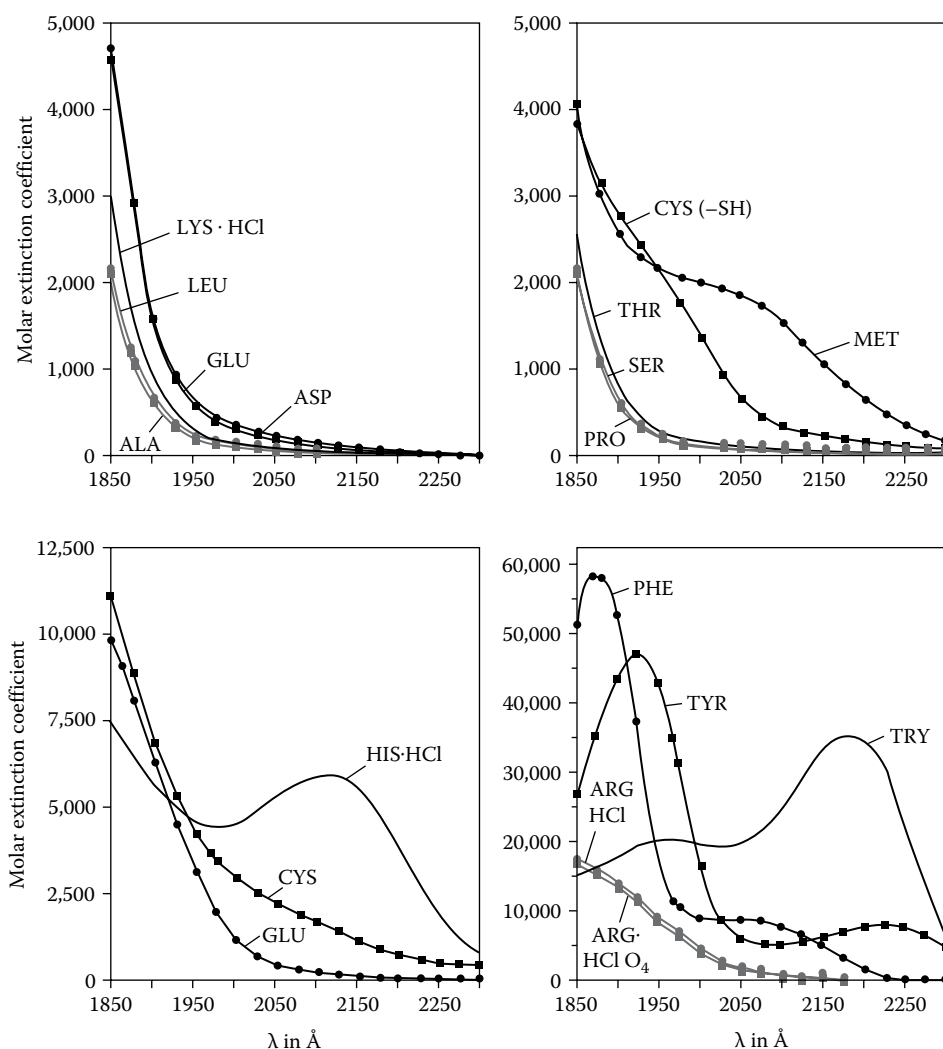 5,000
4,000
3,000
2,000
1,000
0
Molar extinction coefficient
LYS · HCl
LEU
GLU
ASP
ALA
1850 1950 2050 2150 2250
5,000
4,000
3,000
2,000
1,000
0
CYS (–SH)
THR
MET
SER
PRO
1850 1950 2050 2150 2250
12,500
10,000
7,500
5,000
2,500
0
Molar extinction coefficient
HIS·HCl
CYS
GLU
1850 1950 2050 2150 2250
λ in Å
60,000
50,000
40,000
30,000
20,000
10,000
0
PHE
TYR
TRY
ARG
HCl
ARG·
HCl O4
1850 1950 2050 2150 2250
λ in Å